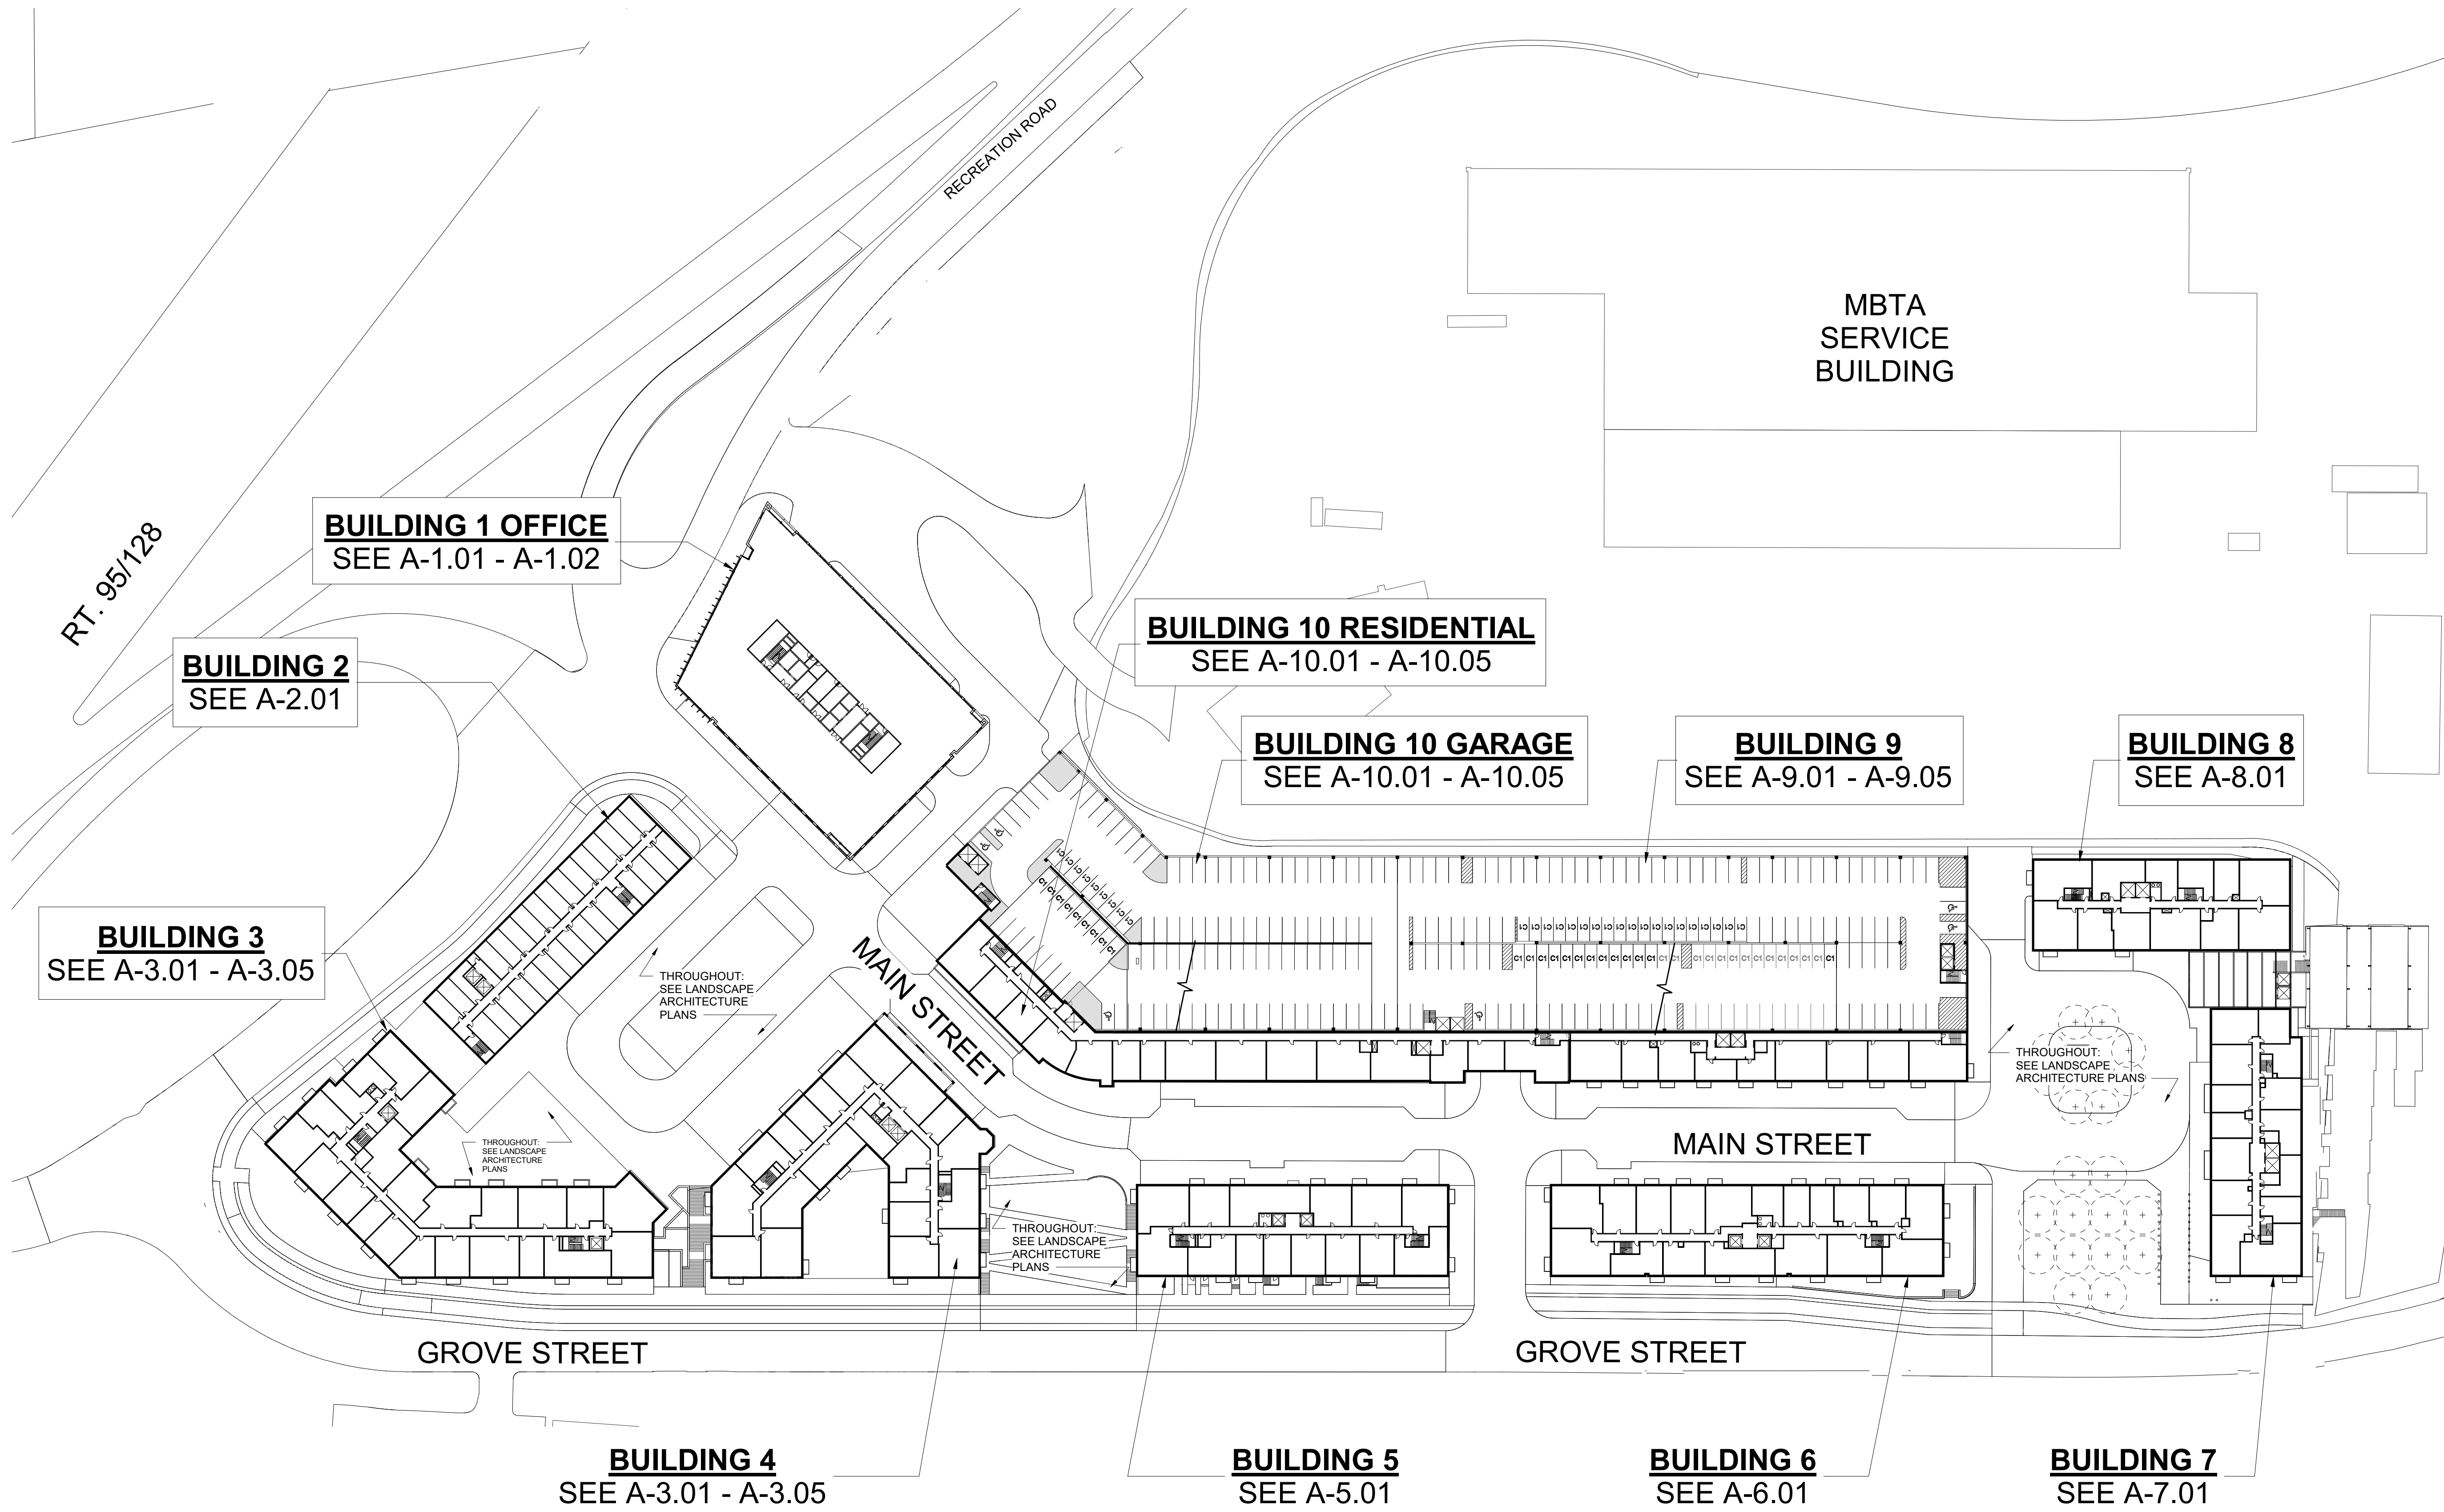 RECREATION ROAD
MBTA
SERVICE
BUILDING
RT. 95/128
BUILDING 1 OFFICE
SEE A-1.01 - A-1.02
BUILDING 2
SEE A-2.01
BUILDING 10 RESIDENTIAL
SEE A-10.01 - A-10.05
BUILDING 10 GARAGE
SEE A-10.01 - A-10.05
BUILDING 9
SEE A-9.01 - A-9.05
BUILDING 8
SEE A-8.01
BUILDING 3
SEE A-3.01 - A-3.05
THROUGHOUT:
SEE LANDSCAPE
ARCHITECTURE
PLANS
MAIN STREET
THROUGHOUT:
SEE LANDSCAPE
ARCHITECTURE PLANS
THROUGHOUT:
SEE LANDSCAPE
ARCHITECTURE
PLANS
MAIN STREET
THROUGHOUT:
SEE LANDSCAPE
ARCHITECTURE
PLANS
GROVE STREET
GROVE STREET
BUILDING 4
SEE A-3.01 - A-3.05
BUILDING 5
SEE A-5.01
BUILDING 6
SEE A-6.01
BUILDING 7
SEE A-7.01